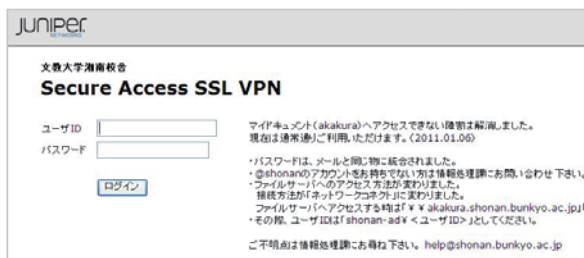 JUNIPER
NETWORKS
文教大学湘南校舎
Secure Access SSL VPN
ユーザID
パスワード
ログイン
マイドキュメント(akakura)へアクセスできない障害は解消しました。
現在は通常通りご利用いただけます。(2011.01.06)
・パスワードは、メールと同じ物に統合されました。
・@shonanのアカウントをお持ちでない方は情報処理課にお問い合わせ下さい。
・ファイルサーバへのアクセス方法が変わりました。
接続方法が「ネットワークコネクト」に変わりました。
ファイルサーバへアクセスする時は「￥￥akakura.shonan.bunkyo.ac.jp」
・その際、ユーザIDは「shonan-ad￥<ユーザID>」としてください。
ご不明点は情報処理課にお尋ね下さい。help@shonan.bunkyo.ac.jp